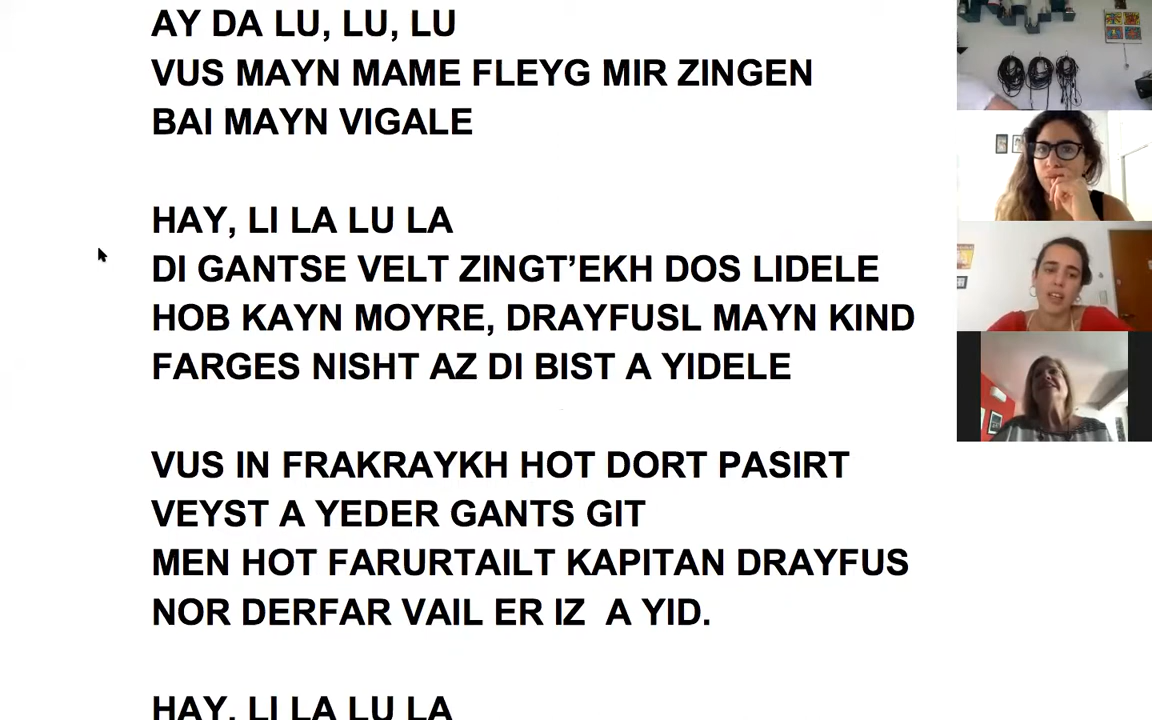 AY DA LU, LU, LU
VUS MAYN MAME FLEYG MIR ZINGEN
BAI MAYN VIGALE
HAY, LI LA LU LA
DI GANTSE VELT ZINGT’EKH DOS LIDELE
HOB KAYN MOYRE, DRAYFUSL MAYN KIND
FARGES NISHT AZ DI BIST A YIDELE
VUS IN FRAKRAYKH HOT DORT PASIRT
VEYST A YEDER GANTS GIT
MEN HOT FARURTAILT KAPITAN DRAYFUS
NOR DERFAR VAIL ER IZ  A YID.
HAY, LI LA LU LA